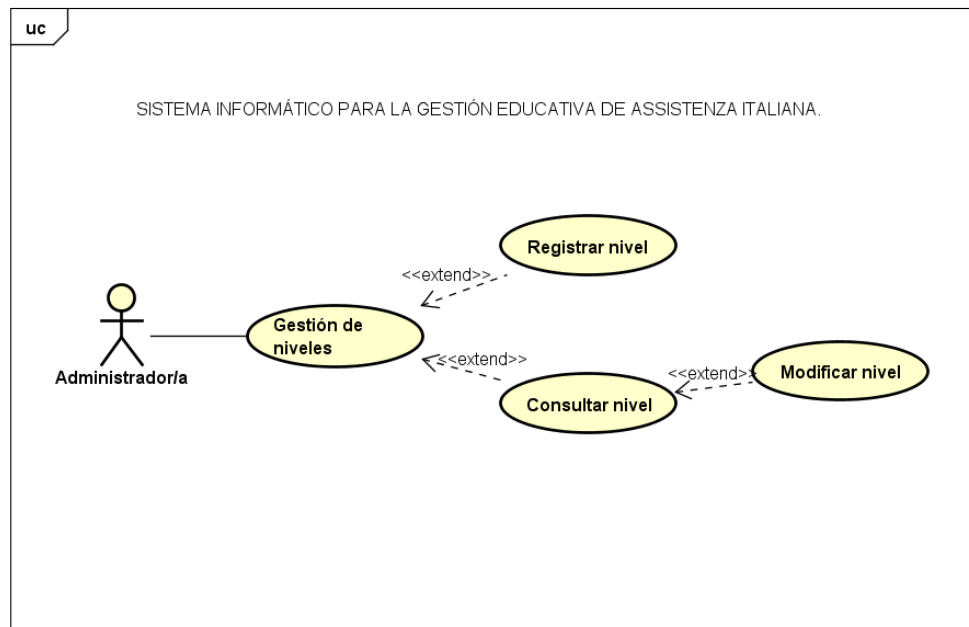 uc
SISTEMA INFORMÁTICO PARA LA GESTIÓN EDUCATIVA DE ASSISTENZA ITALIANA.
Registrar nivel
<<extend>>
Gestión de
niveles
Administrador/a
<<extend>>
Consultar nivel
<<extend>>
Modificar nivel